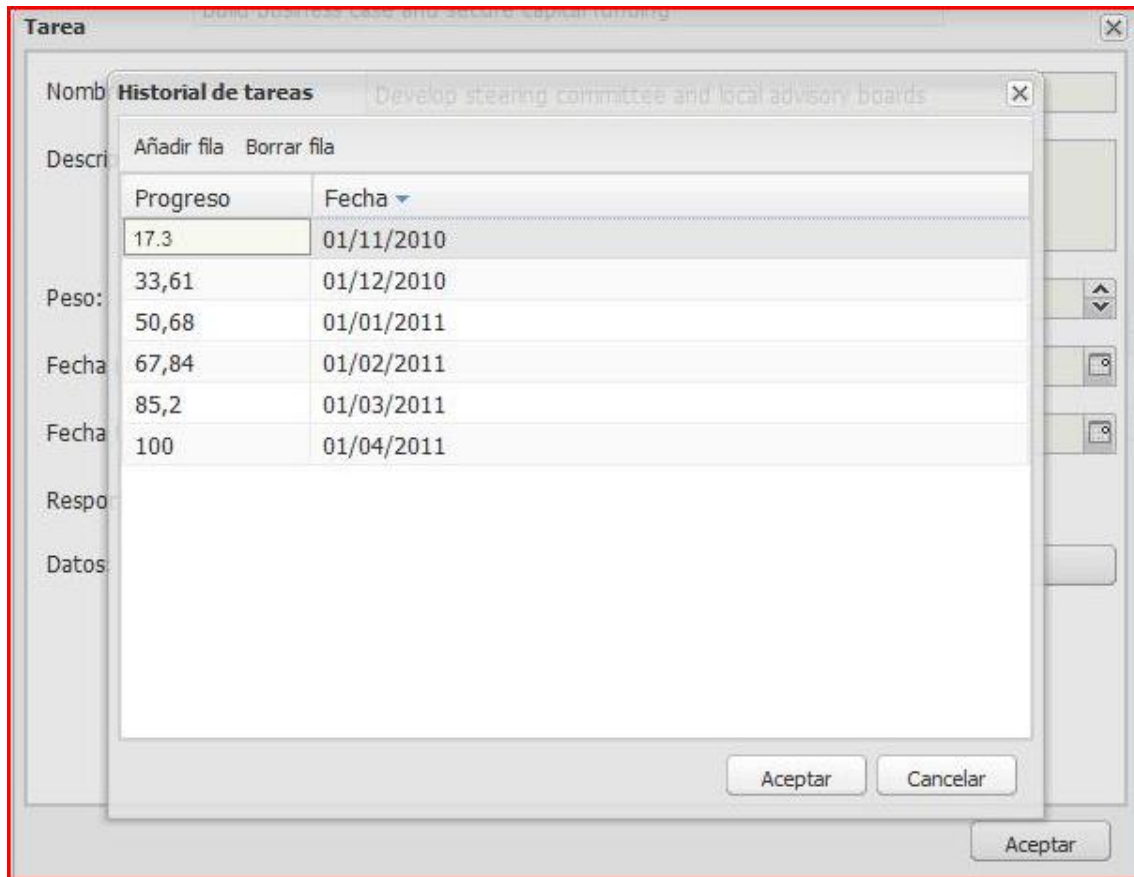 Build business case and secure capital funding
Tarea
Nomb
Historial de tareas
Develop steering committee and local advisory boards
Descri
Añadir fila Borrar fila
Progreso Fecha
17.3 01/11/2010
33,61 01/12/2010
Peso:
50,68 01/01/2011
Fecha
67,84 01/02/2011
Fecha
85,2 01/03/2011
100 01/04/2011
Respon
Datos
Aceptar Cancelar
Aceptar